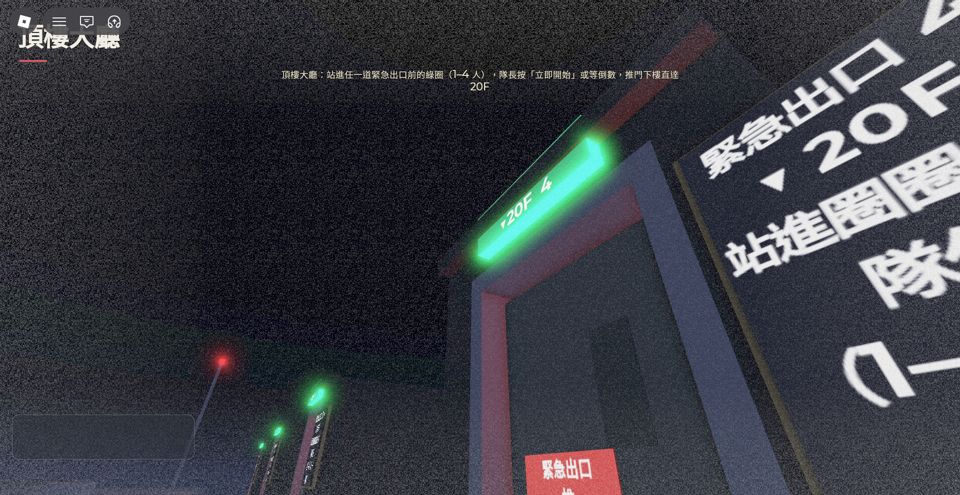 頂樓大廳
頂樓大廳：站進任一道緊急出口前的綠圈（1–4 人），隊長按「立即開始」或等倒數，推門下樓直達
20F
▼20F 4
緊急出口 4
▼20F
站進圈圈
隊
(1–
緊急出口
推